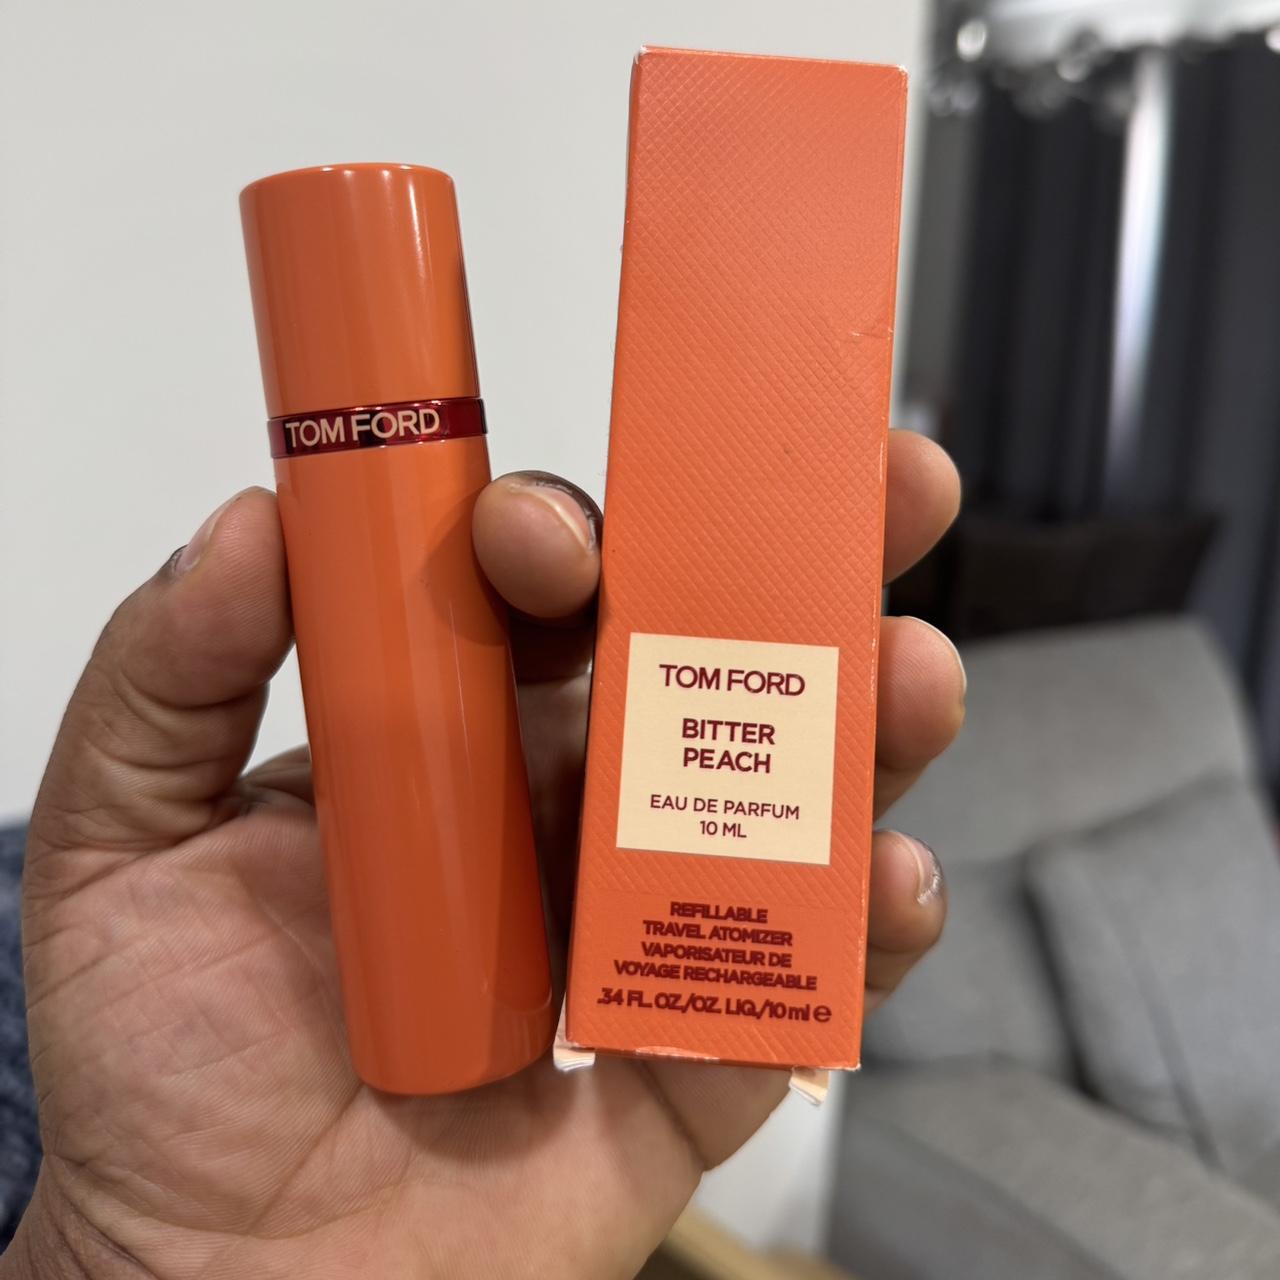 TOM FORD
TOM FORD
BITTER
PEACH
EAU DE PARFUM
10 ML
REFILLABLE
TRAVEL ATOMIZER
VAPORISATEUR DE
VOYAGE RECHARGEABLE
.34 FL. OZ./OZ. LIQ./10 ml ℮